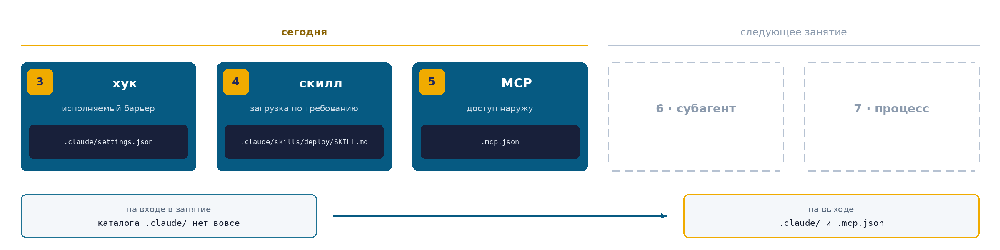 сегодня
следующее занятие
3
хук
исполняемый барьер
.claude/settings.json
4
скилл
загрузка по требованию
.claude/skills/deploy/SKILL.md
5
MCP
доступ наружу
.mcp.json
6 · субагент
7 · процесс
на входе в занятие
каталога .claude/ нет вовсе
на выходе
.claude/ и .mcp.json